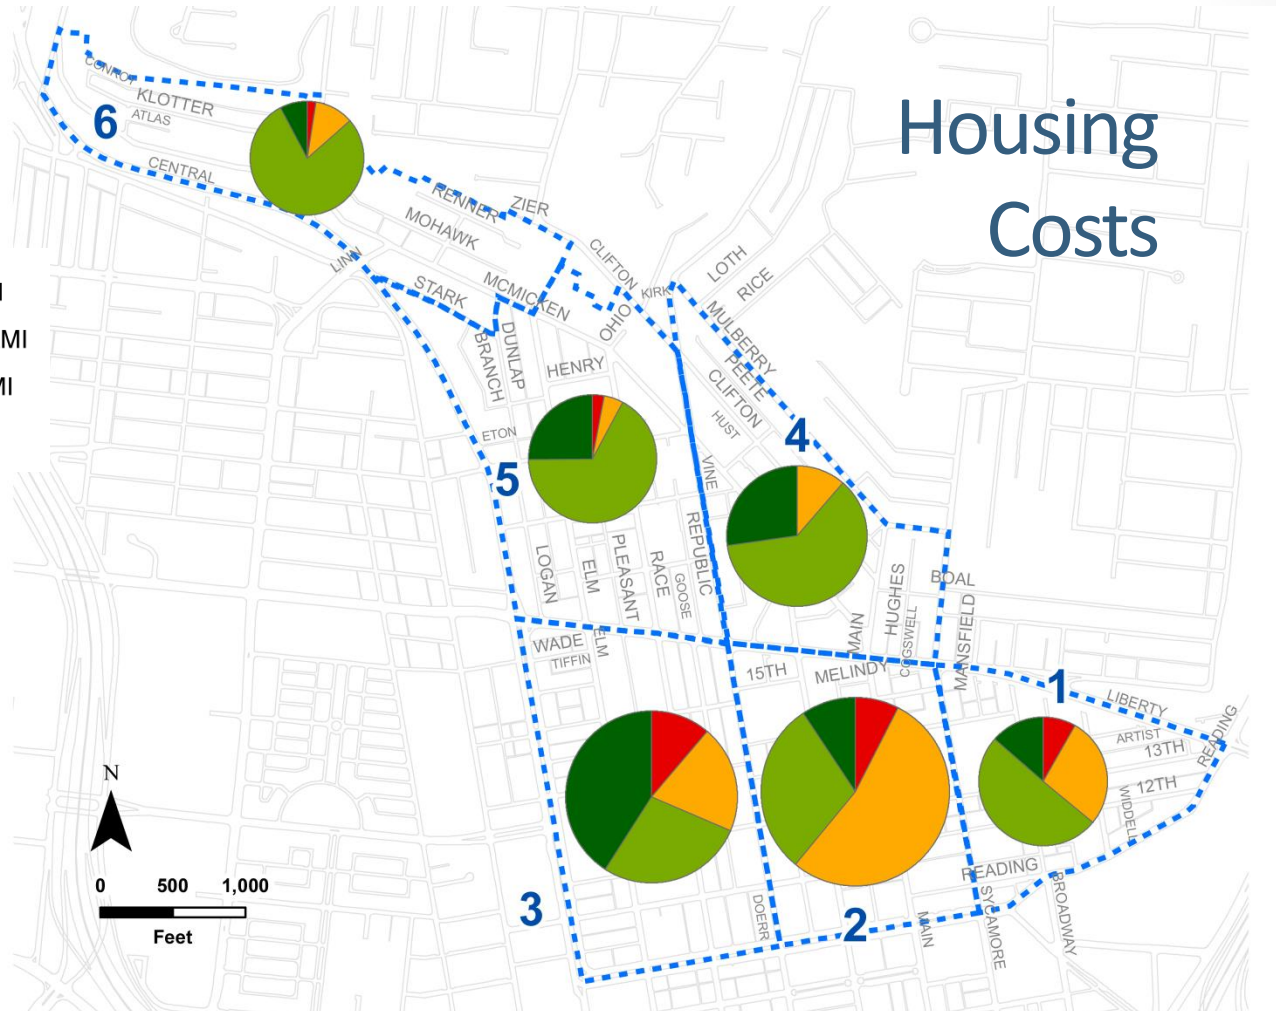 Housing
Costs
CONROY
KLOTTER
ATLAS
6
CENTRAL
RENNER
ZIER
MOHAWK
CLIFTON
LINN
LOTH
RICE
KIRK
STARK
MCMICKEN
OHIO
MULBERRY
MI
MI
BRANCH
DUNLAP
HENRY
PEETE
CLIFTON
HUST
ETON
4
5
VINE
REPUBLIC
LOGAN
ELM
PLEASANT
RACE
GOOSE
HUGHES
BOAL
MAIN
COGSWELL
MANSFIELD
WADE
ELM
TIFFIN
15TH
MELINDY
1
LIBERTY
READING
ARTIST
13TH
12TH
WIDDELL
N
0 500 1,000
Feet
READING
3
DOERR
2
MAIN
SYCAMORE
BROADWAY